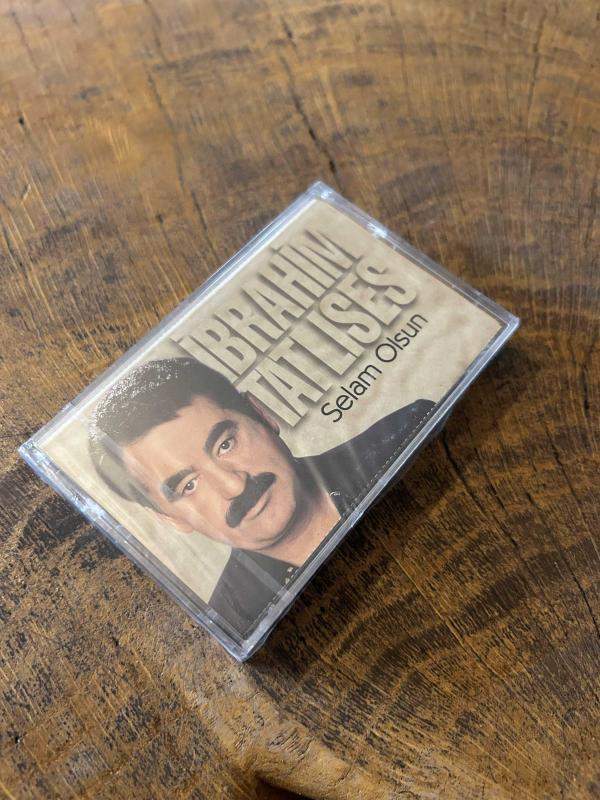 İBRAHİM
TATLISES
Selam Olsun